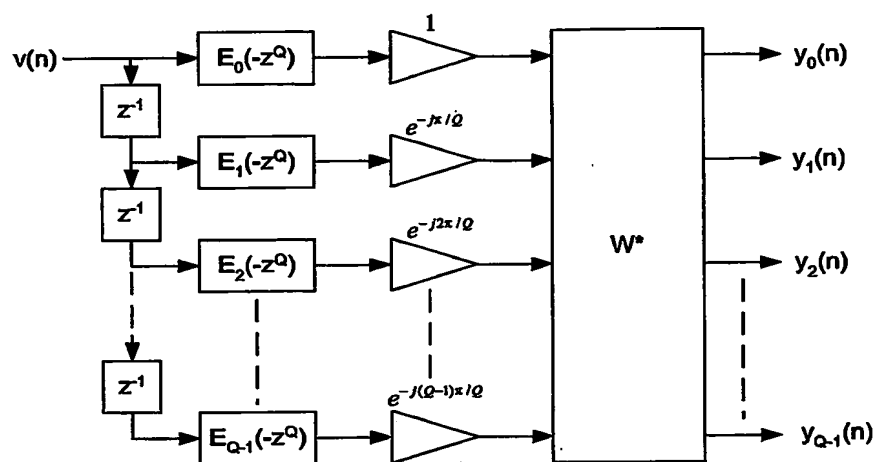 1
v(n) E₀(-z^Q) y₀(n)
z⁻¹
e^{-jπ/Q}
E₁(-z^Q) y₁(n)
z⁻¹
e^{-j2π/Q}
W*
E₂(-z^Q) y₂(n)
z⁻¹
e^{-j(Q-1)π/Q}
E_{Q-1}(-z^Q) y_{Q-1}(n)